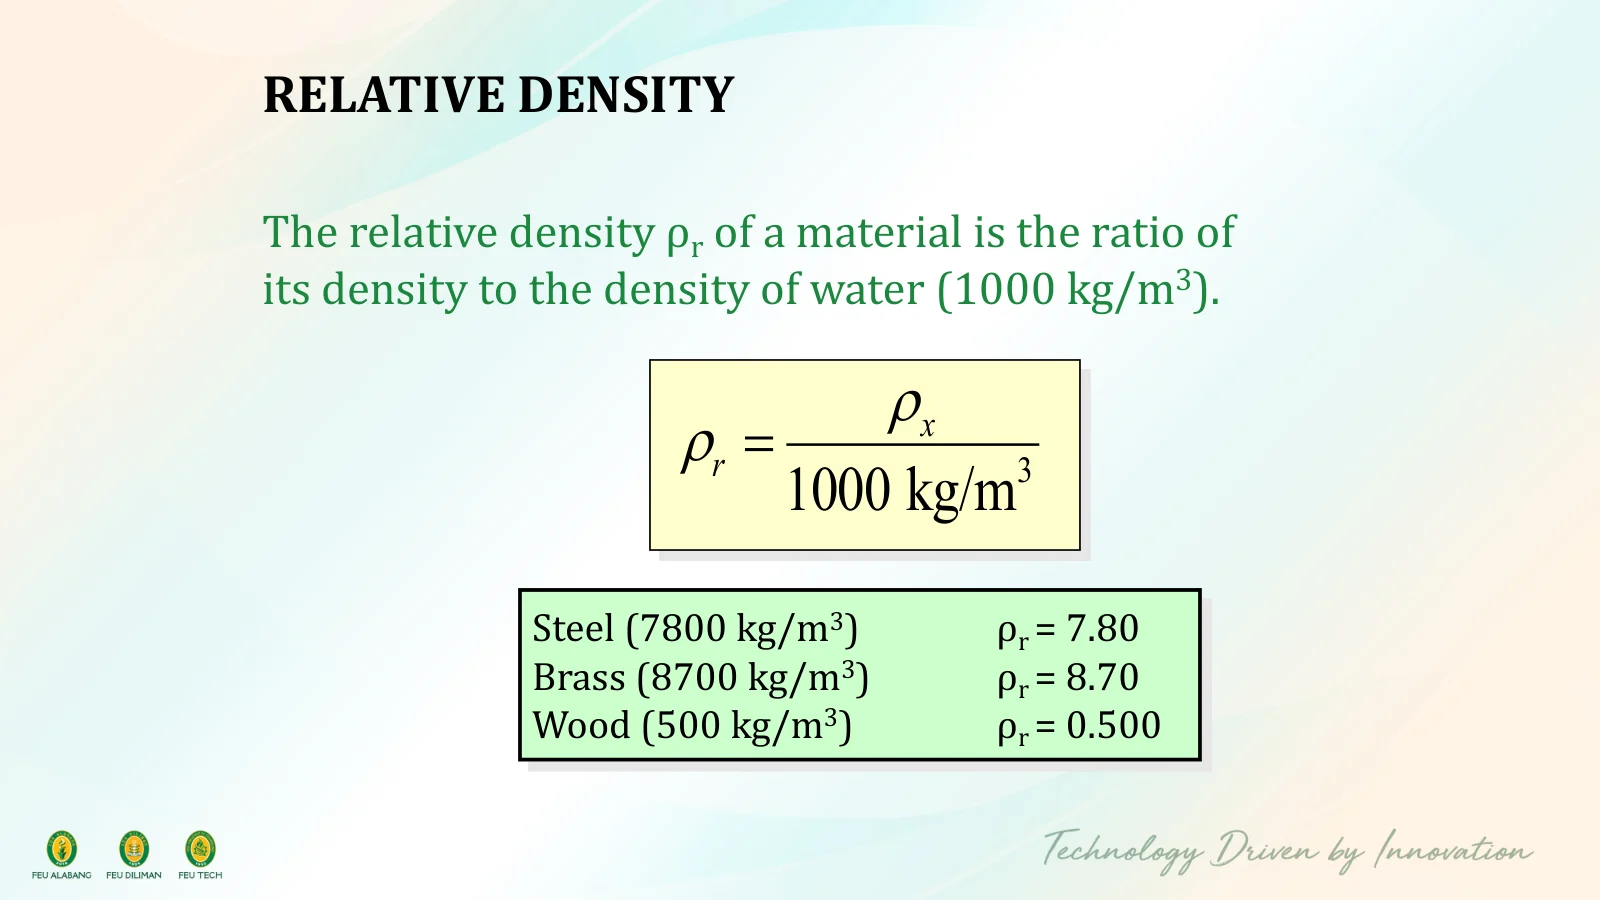 RELATIVE DENSITY
The relative density ρr of a material is the ratio of
its density to the density of water (1000 kg/m³).
ρr = ρx / 1000 kg/m³
Steel (7800 kg/m³) ρr = 7.80
Brass (8700 kg/m³) ρr = 8.70
Wood (500 kg/m³) ρr = 0.500
FEU ALABANG FEU DILIMAN FEU TECH
Technology Driven by Innovation